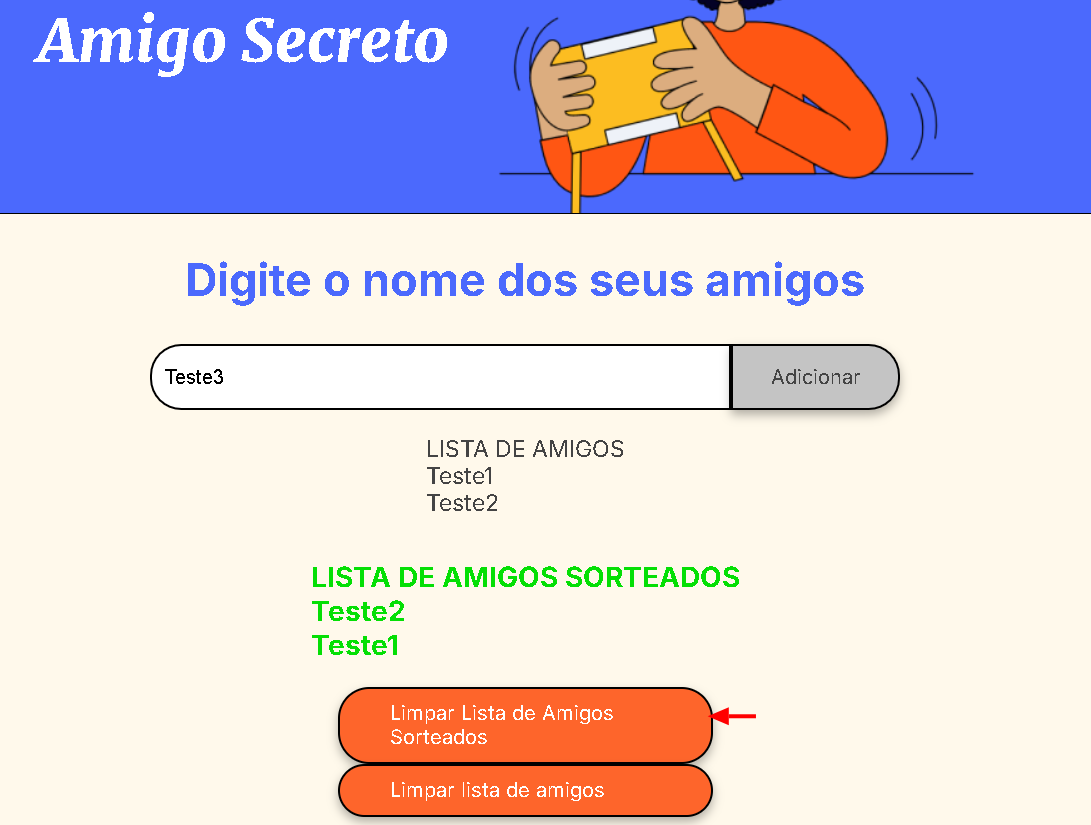 Amigo Secreto
Digite o nome dos seus amigos
Teste3
Adicionar
LISTA DE AMIGOS
Teste1
Teste2
LISTA DE AMIGOS SORTEADOS
Teste2
Teste1
Limpar Lista de Amigos
Sorteados
Limpar lista de amigos